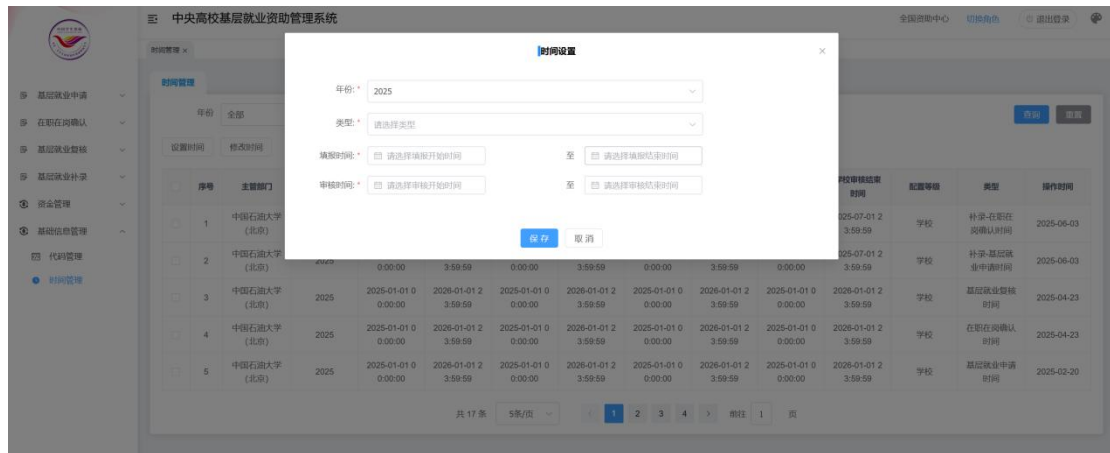 中央高校基层就业资助管理系统
全国资助中心 切换角色 退出登录
时间管理 ×
时间管理
基层就业申请
在职在岗确认
基层就业复核
基层就业补录
资金管理
基础信息管理
代码管理
时间管理
年份 全部
查询 重置
设置时间 修改时间
时间设置 ×
年份: * 2025
类型: * 请选择类型
填报时间: * 请选择填报开始时间 至 请选择填报结束时间
审核时间: * 请选择审核开始时间 至 请选择审核结束时间
保存 取消
序号 主管部门 学校审核结束时间 配置等级 类型 操作时间
1 中国石油大学(北京) 025-07-01 23:59:59 学校 补录-在职在岗确认时间 2025-06-03
2 中国石油大学(北京) 2025 0:00:00 3:59:59 0:00:00 3:59:59 0:00:00 3:59:59 0:00:00 025-07-01 23:59:59 学校 补录-基层就业申请时间 2025-06-03
3 中国石油大学(北京) 2025 2025-01-01 00:00:00 2026-01-01 23:59:59 2025-01-01 00:00:00 2026-01-01 23:59:59 2025-01-01 00:00:00 2026-01-01 23:59:59 2025-01-01 00:00:00 2026-01-01 23:59:59 学校 基层就业复核时间 2025-04-23
4 中国石油大学(北京) 2025 2025-01-01 00:00:00 2026-01-01 23:59:59 2025-01-01 00:00:00 2026-01-01 23:59:59 2025-01-01 00:00:00 2026-01-01 23:59:59 2025-01-01 00:00:00 2026-01-01 23:59:59 学校 在职在岗确认时间 2025-04-23
5 中国石油大学(北京) 2025 2025-01-01 00:00:00 2026-01-01 23:59:59 2025-01-01 00:00:00 2026-01-01 23:59:59 2025-01-01 00:00:00 2026-01-01 23:59:59 2025-01-01 00:00:00 2026-01-01 23:59:59 学校 基层就业申请时间 2025-02-20
共 17 条 5条/页 < 1 2 3 4 > 前往 1 页